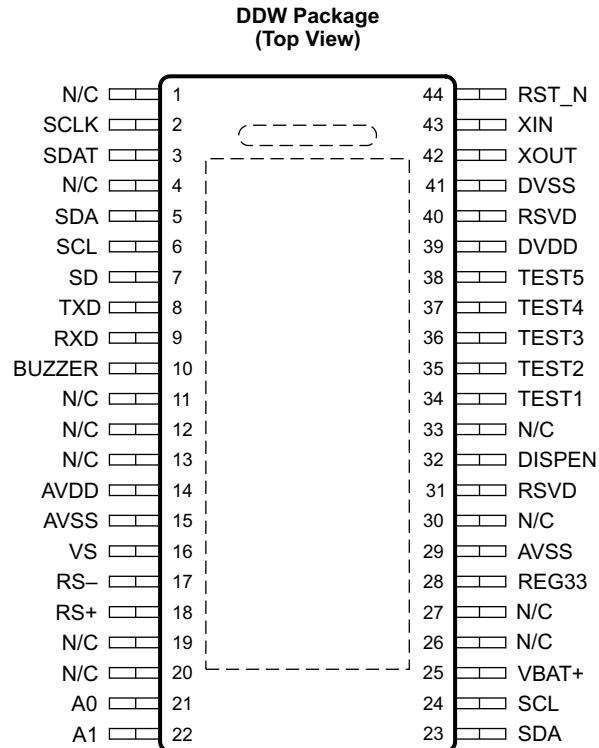 DDW Package
(Top View)
N/C 1 44 RST_N
SCLK 2 43 XIN
SDAT 3 42 XOUT
N/C 4 41 DVSS
SDA 5 40 RSVD
SCL 6 39 DVDD
SD 7 38 TEST5
TXD 8 37 TEST4
RXD 9 36 TEST3
BUZZER 10 35 TEST2
N/C 11 34 TEST1
N/C 12 33 N/C
N/C 13 32 DISPEN
AVDD 14 31 RSVD
AVSS 15 30 N/C
VS 16 29 AVSS
RS– 17 28 REG33
RS+ 18 27 N/C
N/C 19 26 N/C
N/C 20 25 VBAT+
A0 21 24 SCL
A1 22 23 SDA